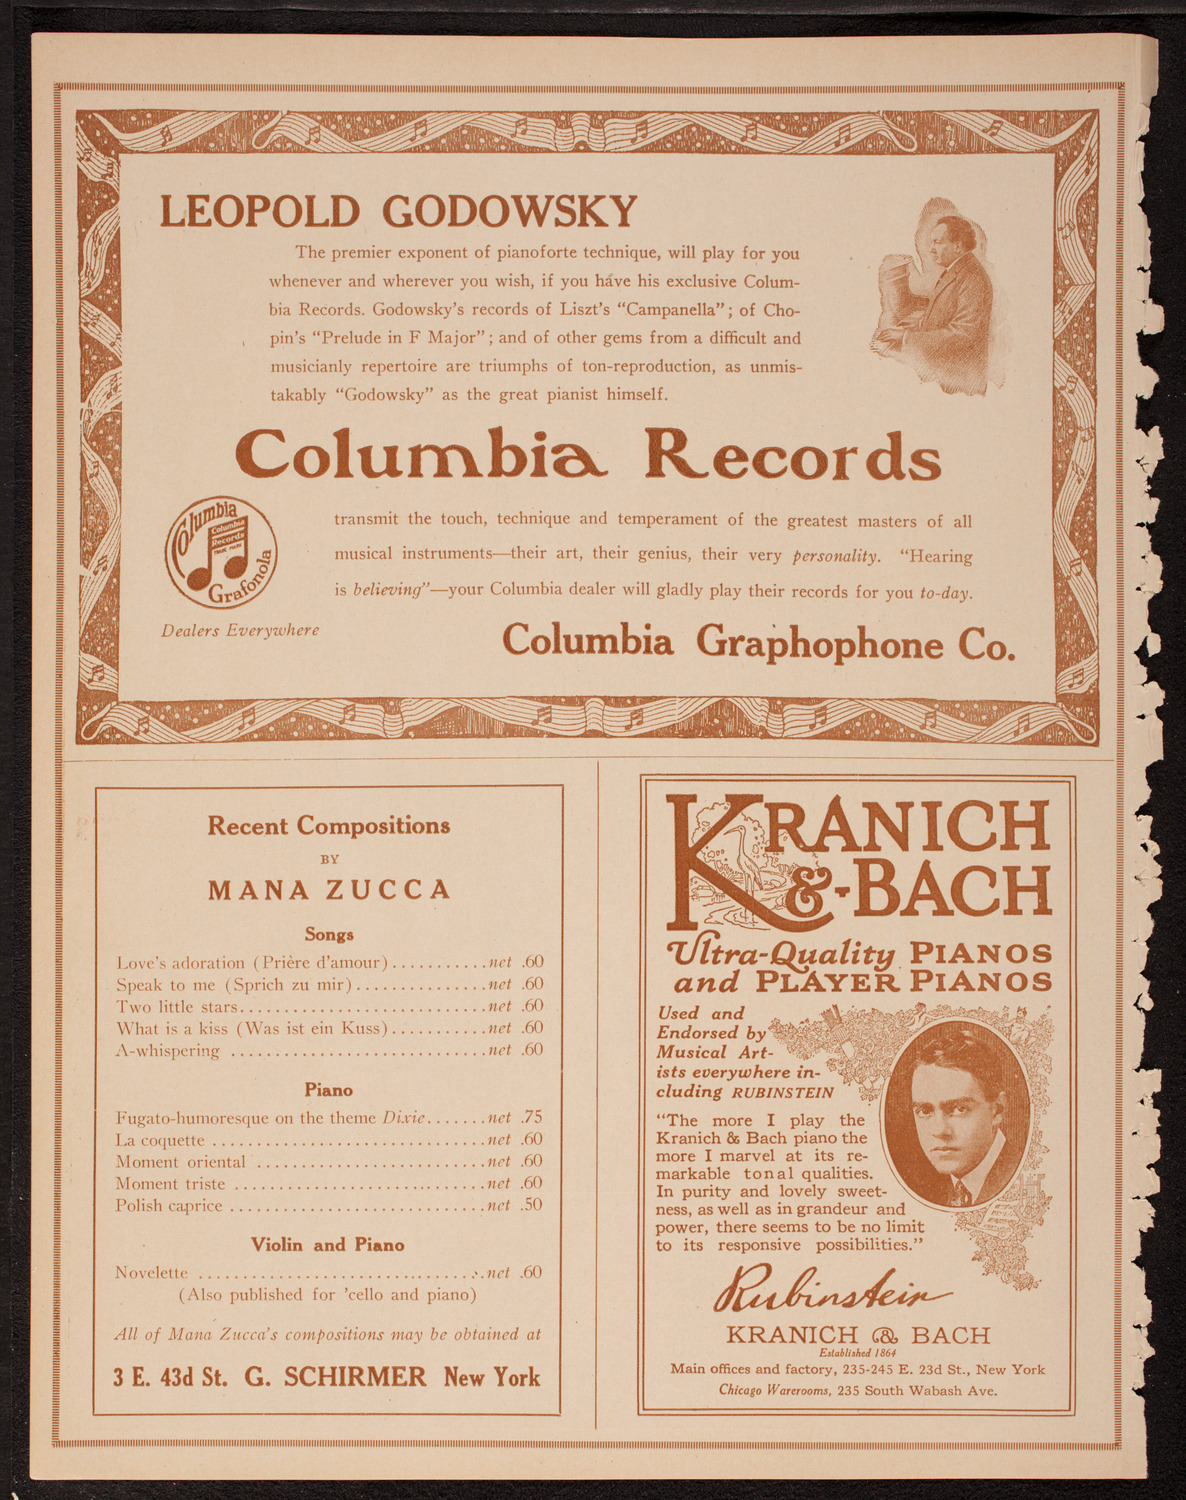 LEOPOLD GODOWSKY
The premier exponent of pianoforte technique, will play for you
whenever and wherever you wish, if you have his exclusive Colum-
bia Records. Godowsky's records of Liszt's "Campanella"; of Cho-
pin's "Prelude in F Major"; and of other gems from a difficult and
musicianly repertoire are triumphs of ton-reproduction, as unmis-
takably "Godowsky" as the great pianist himself.
Columbia Records
Columbia
Columbia
Records
TRADE MARK
Grafonola
transmit the touch, technique and temperament of the greatest masters of all
musical instruments—their art, their genius, their very personality. "Hearing
is believing"—your Columbia dealer will gladly play their records for you to-day.
Dealers Everywhere
Columbia Graphophone Co.
Recent Compositions
BY
MANA ZUCCA
Songs
Love's adoration (Prière d'amour)...........net .60
Speak to me (Sprich zu mir)...............net .60
Two little stars............................net .60
What is a kiss (Was ist ein Kuss)...........net .60
A-whispering .............................net .60
Piano
Fugato-humoresque on the theme Dixie.......net .75
La coquette ...............................net .60
Moment oriental ..........................net .60
Moment triste ............................net .60
Polish caprice .............................net .50
Violin and Piano
Novelette ................................net .60
(Also published for 'cello and piano)
All of Mana Zucca's compositions may be obtained at
3 E. 43d St. G. SCHIRMER New York
KRANICH
&-BACH
Ultra-Quality PIANOS
and PLAYER PIANOS
Used and
Endorsed by
Musical Art-
ists everywhere in-
cluding RUBINSTEIN
"The more I play the
Kranich & Bach piano the
more I marvel at its re-
markable tonal qualities.
In purity and lovely sweet-
ness, as well as in grandeur and
power, there seems to be no limit
to its responsive possibilities."
Rubinstein
KRANICH & BACH
Established 1864
Main offices and factory, 235-245 E. 23d St., New York
Chicago Warerooms, 235 South Wabash Ave.